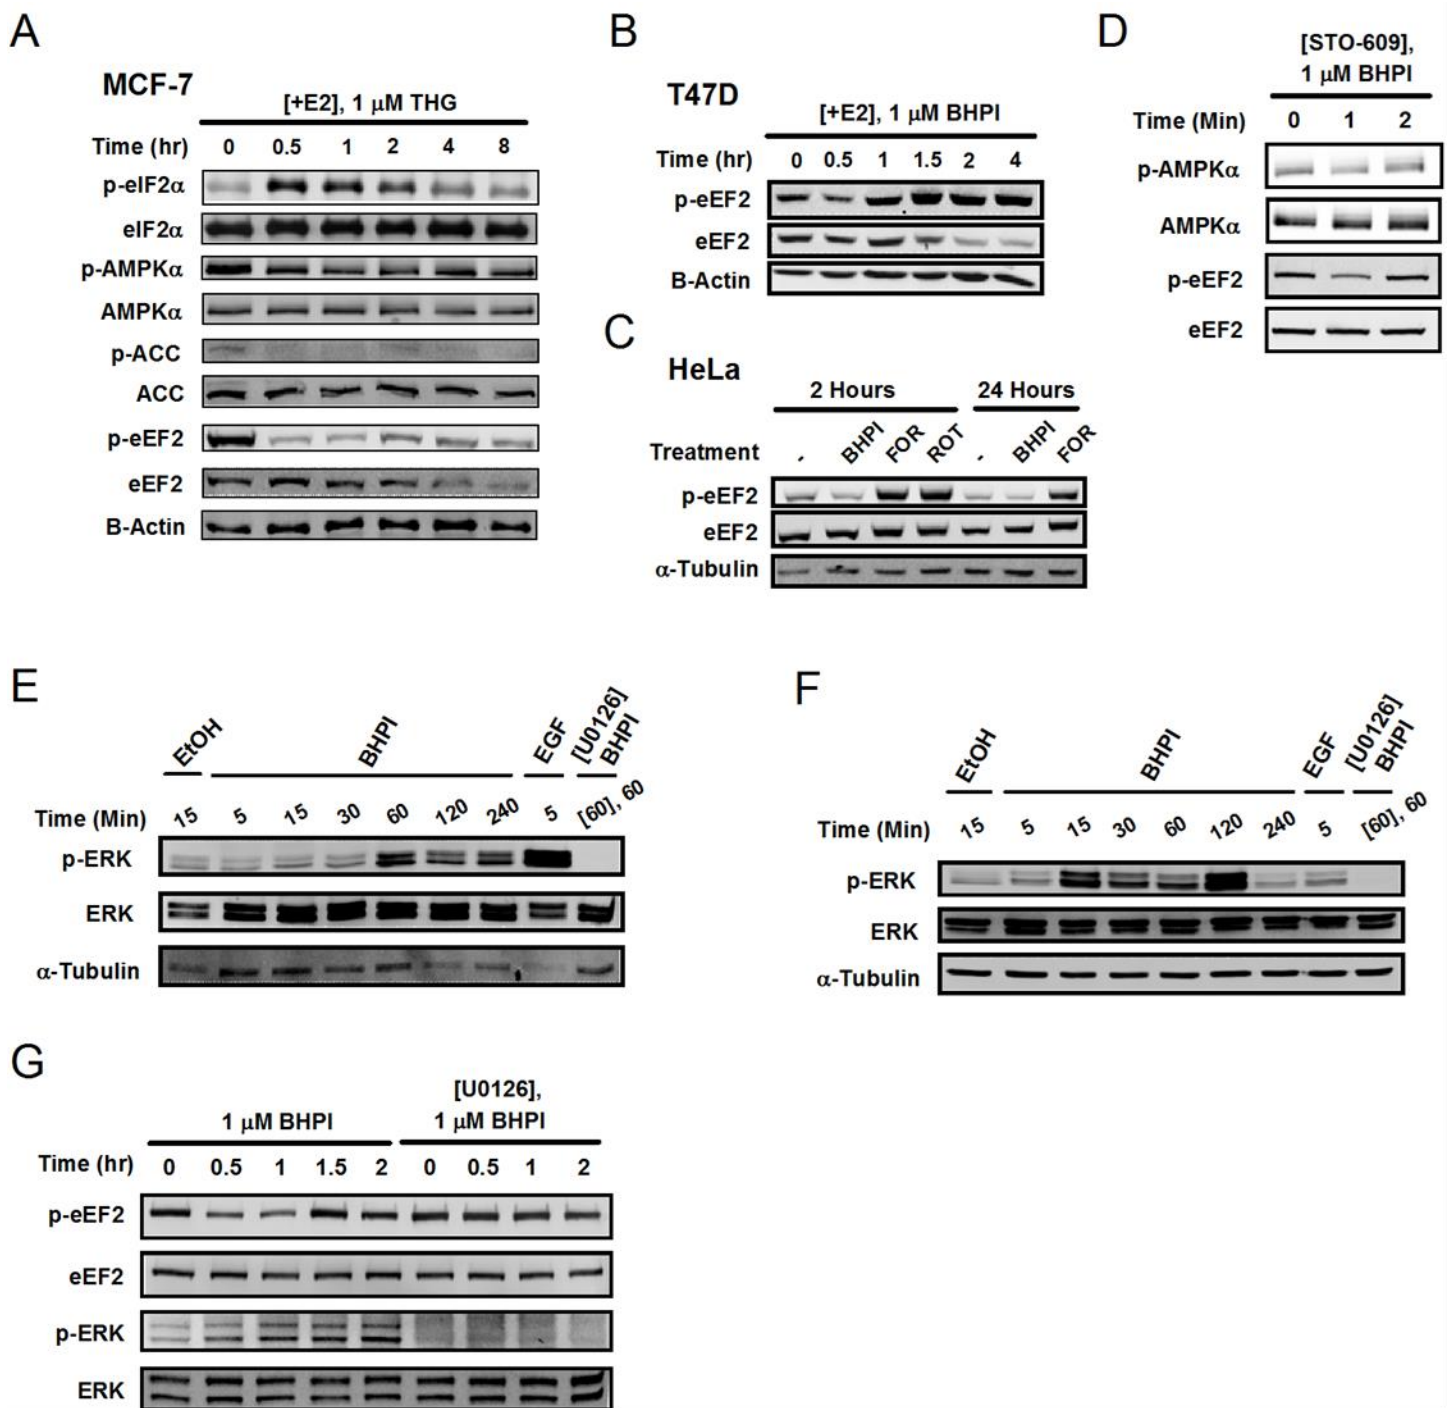 A
MCF-7
[+E2], 1 μM THG
Time (hr) 0 0.5 1 2 4 8
p-eIF2α
eIF2α
p-AMPKα
AMPKα
p-ACC
ACC
p-eEF2
eEF2
B-Actin
B
T47D
[+E2], 1 μM BHPI
Time (hr) 0 0.5 1 1.5 2 4
p-eEF2
eEF2
B-Actin
C
HeLa
2 Hours 24 Hours
Treatment - BHPI FOR ROT - BHPI FOR
p-eEF2
eEF2
α-Tubulin
D
[STO-609],
1 μM BHPI
Time (Min) 0 1 2
p-AMPKα
AMPKα
p-eEF2
eEF2
E
EtOH BHPI EGF [U0126]
BHPI
Time (Min) 15 5 15 30 60 120 240 5 [60], 60
p-ERK
ERK
α-Tubulin
F
EtOH BHPI EGF [U0126]
BHPI
Time (Min) 15 5 15 30 60 120 240 5 [60], 60
p-ERK
ERK
α-Tubulin
G
1 μM BHPI
[U0126],
1 μM BHPI
Time (hr) 0 0.5 1 1.5 2 0 0.5 1 2
p-eEF2
eEF2
p-ERK
ERK